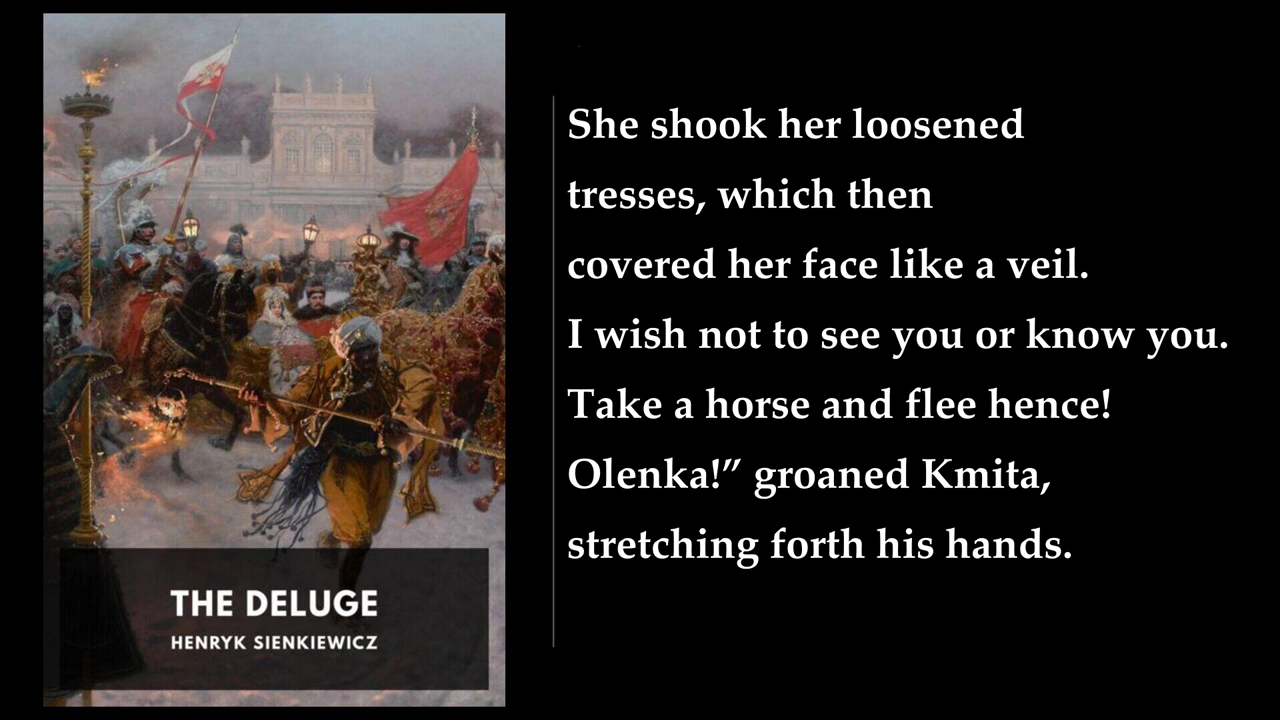 She shook her loosened
tresses, which then
covered her face like a veil.
I wish not to see you or know you.
Take a horse and flee hence!
Olenka!” groaned Kmita,
stretching forth his hands.
THE DELUGE
HENRYK SIENKIEWICZ